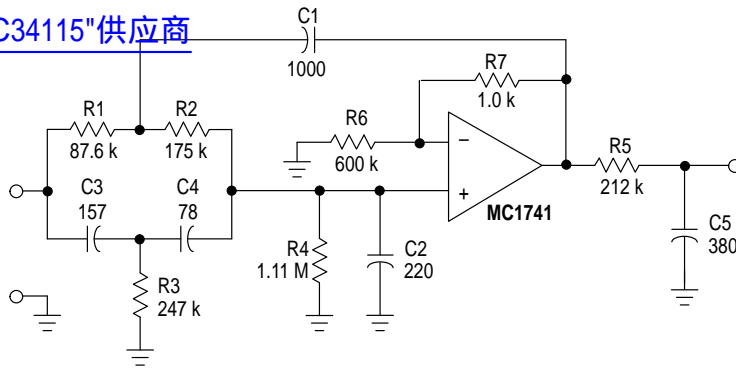 C34115"供应商
C1
1000
R7
1.0 k
R1
87.6 k
R2
175 k
R6
600 k
R5
212 k
C3
157
C4
78
MC1741
R4
1.11 M
C2
220
C5
380
R3
247 k
−
+